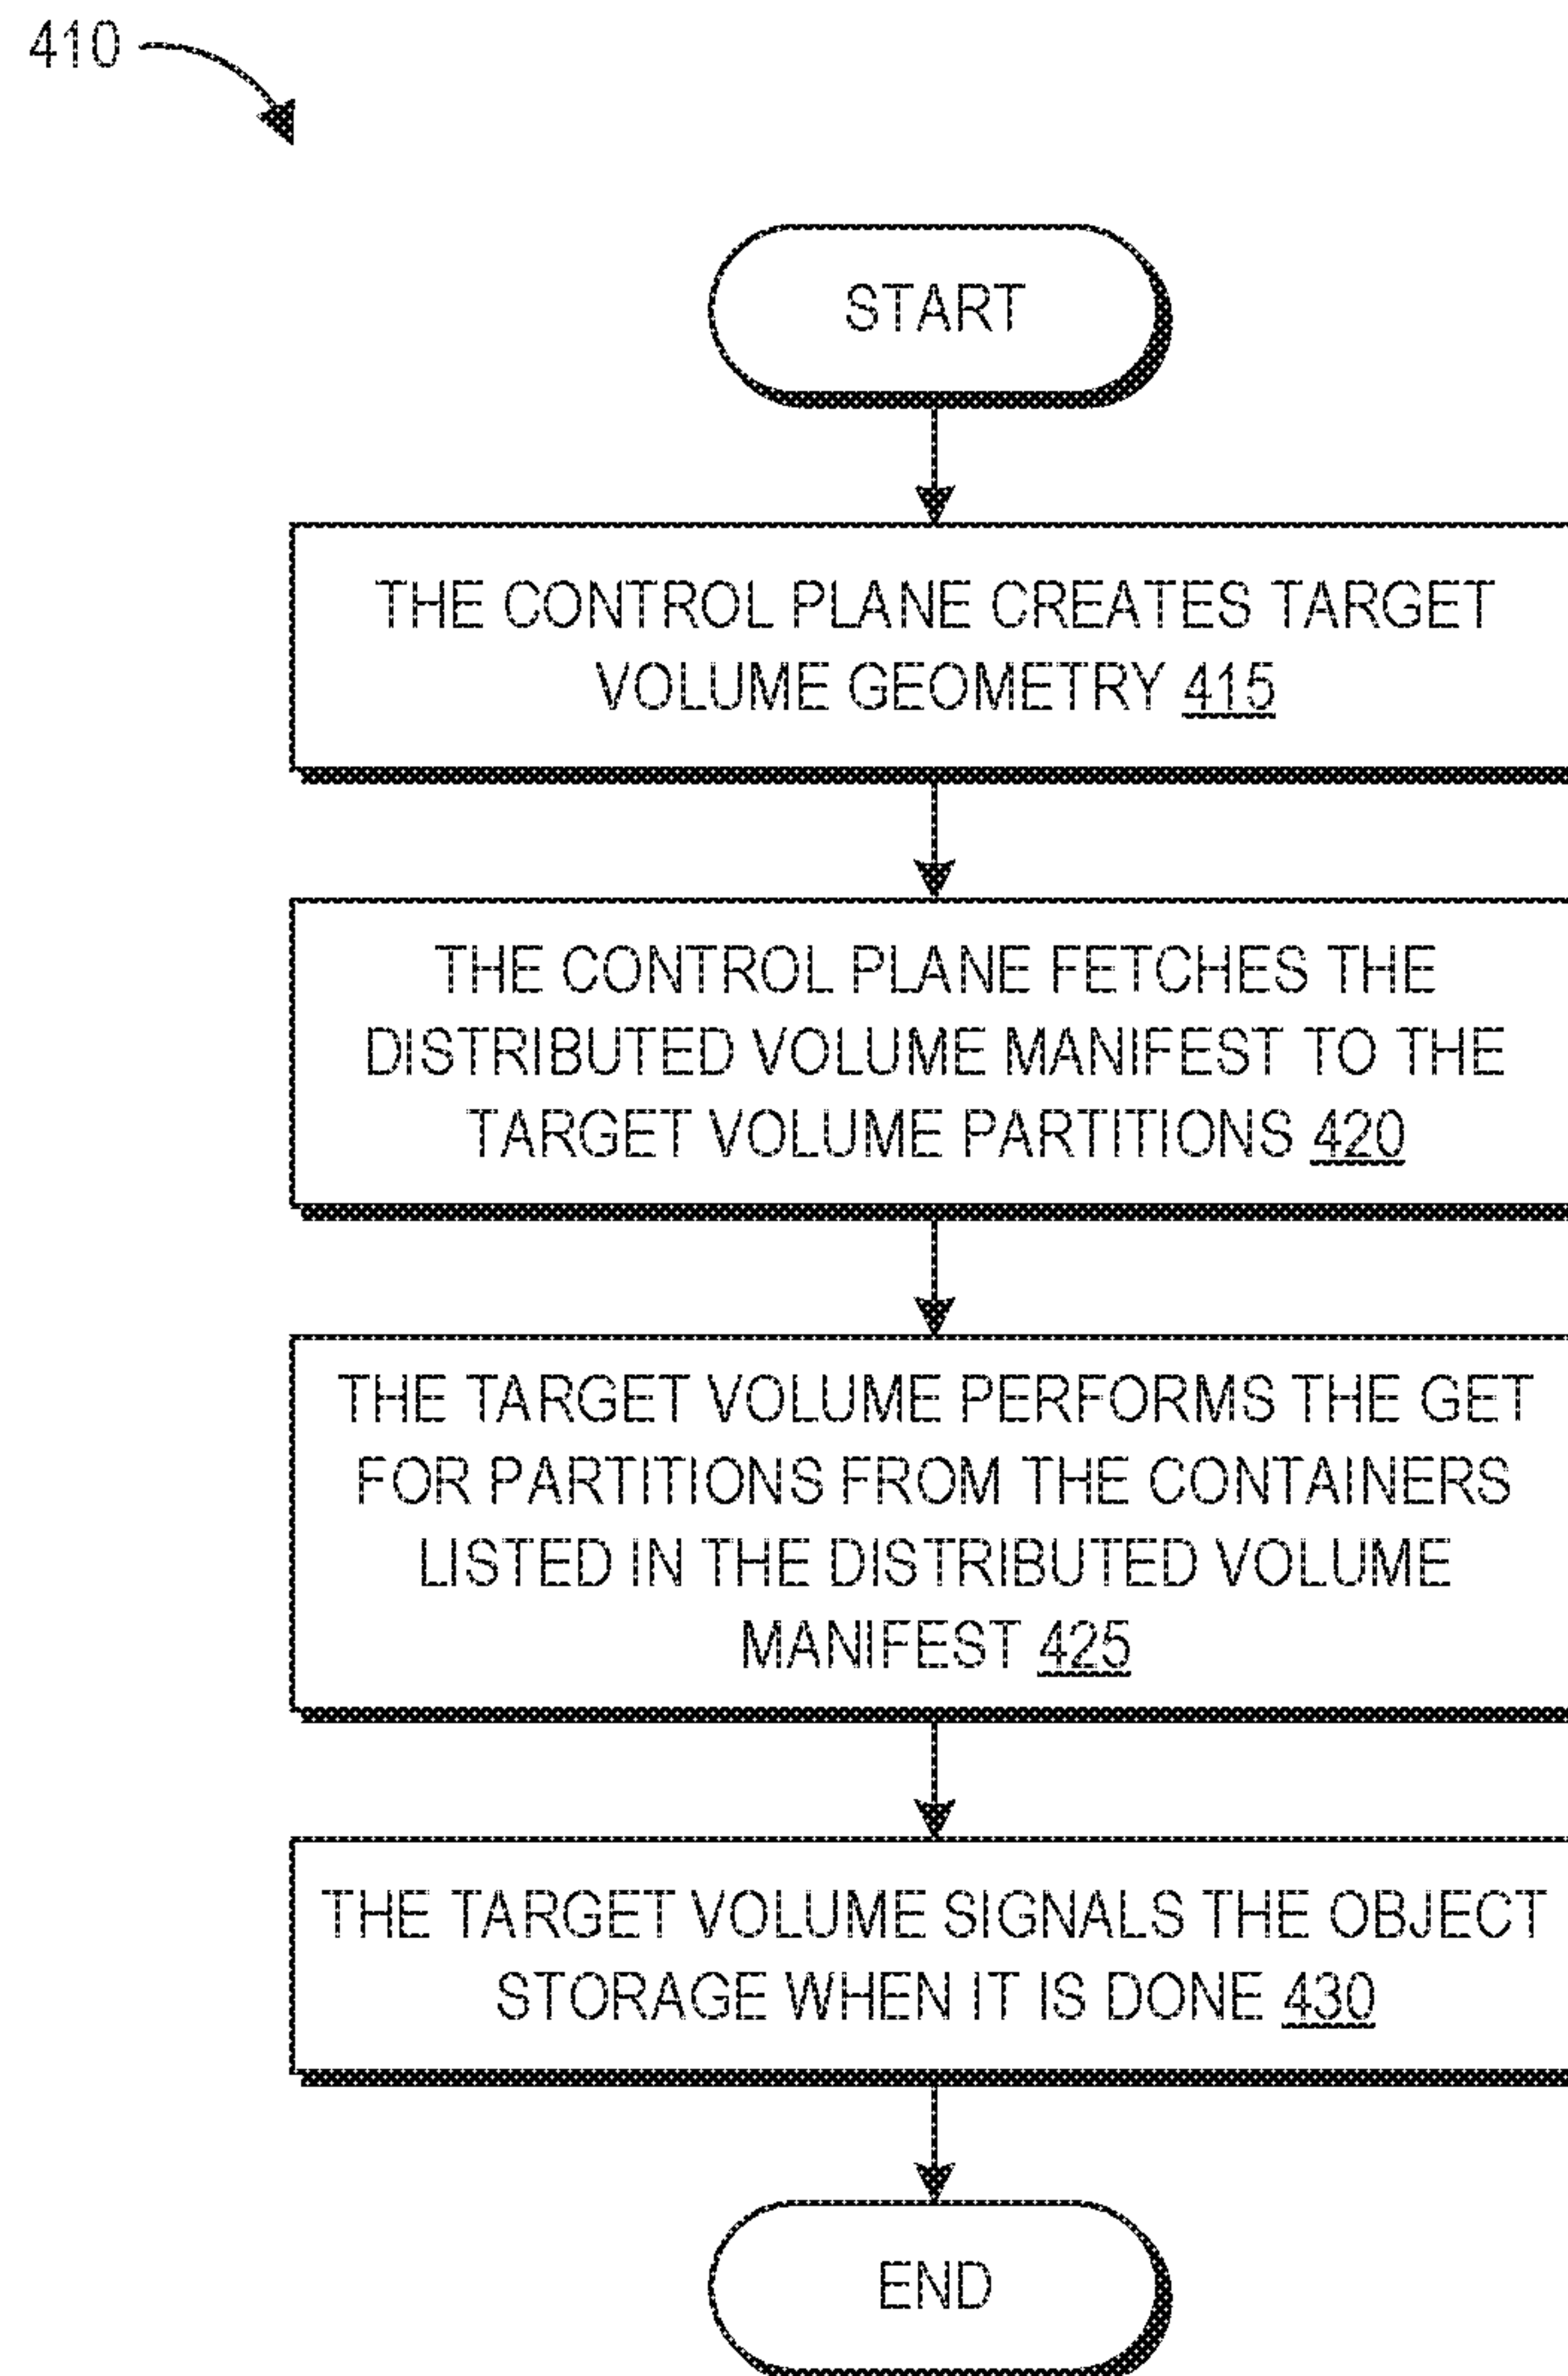 410
START
THE CONTROL PLANE CREATES TARGET
VOLUME GEOMETRY 415
THE CONTROL PLANE FETCHES THE
DISTRIBUTED VOLUME MANIFEST TO THE
TARGET VOLUME PARTITIONS 420
THE TARGET VOLUME PERFORMS THE GET
FOR PARTITIONS FROM THE CONTAINERS
LISTED IN THE DISTRIBUTED VOLUME
MANIFEST 425
THE TARGET VOLUME SIGNALS THE OBJECT
STORAGE WHEN IT IS DONE 430
END